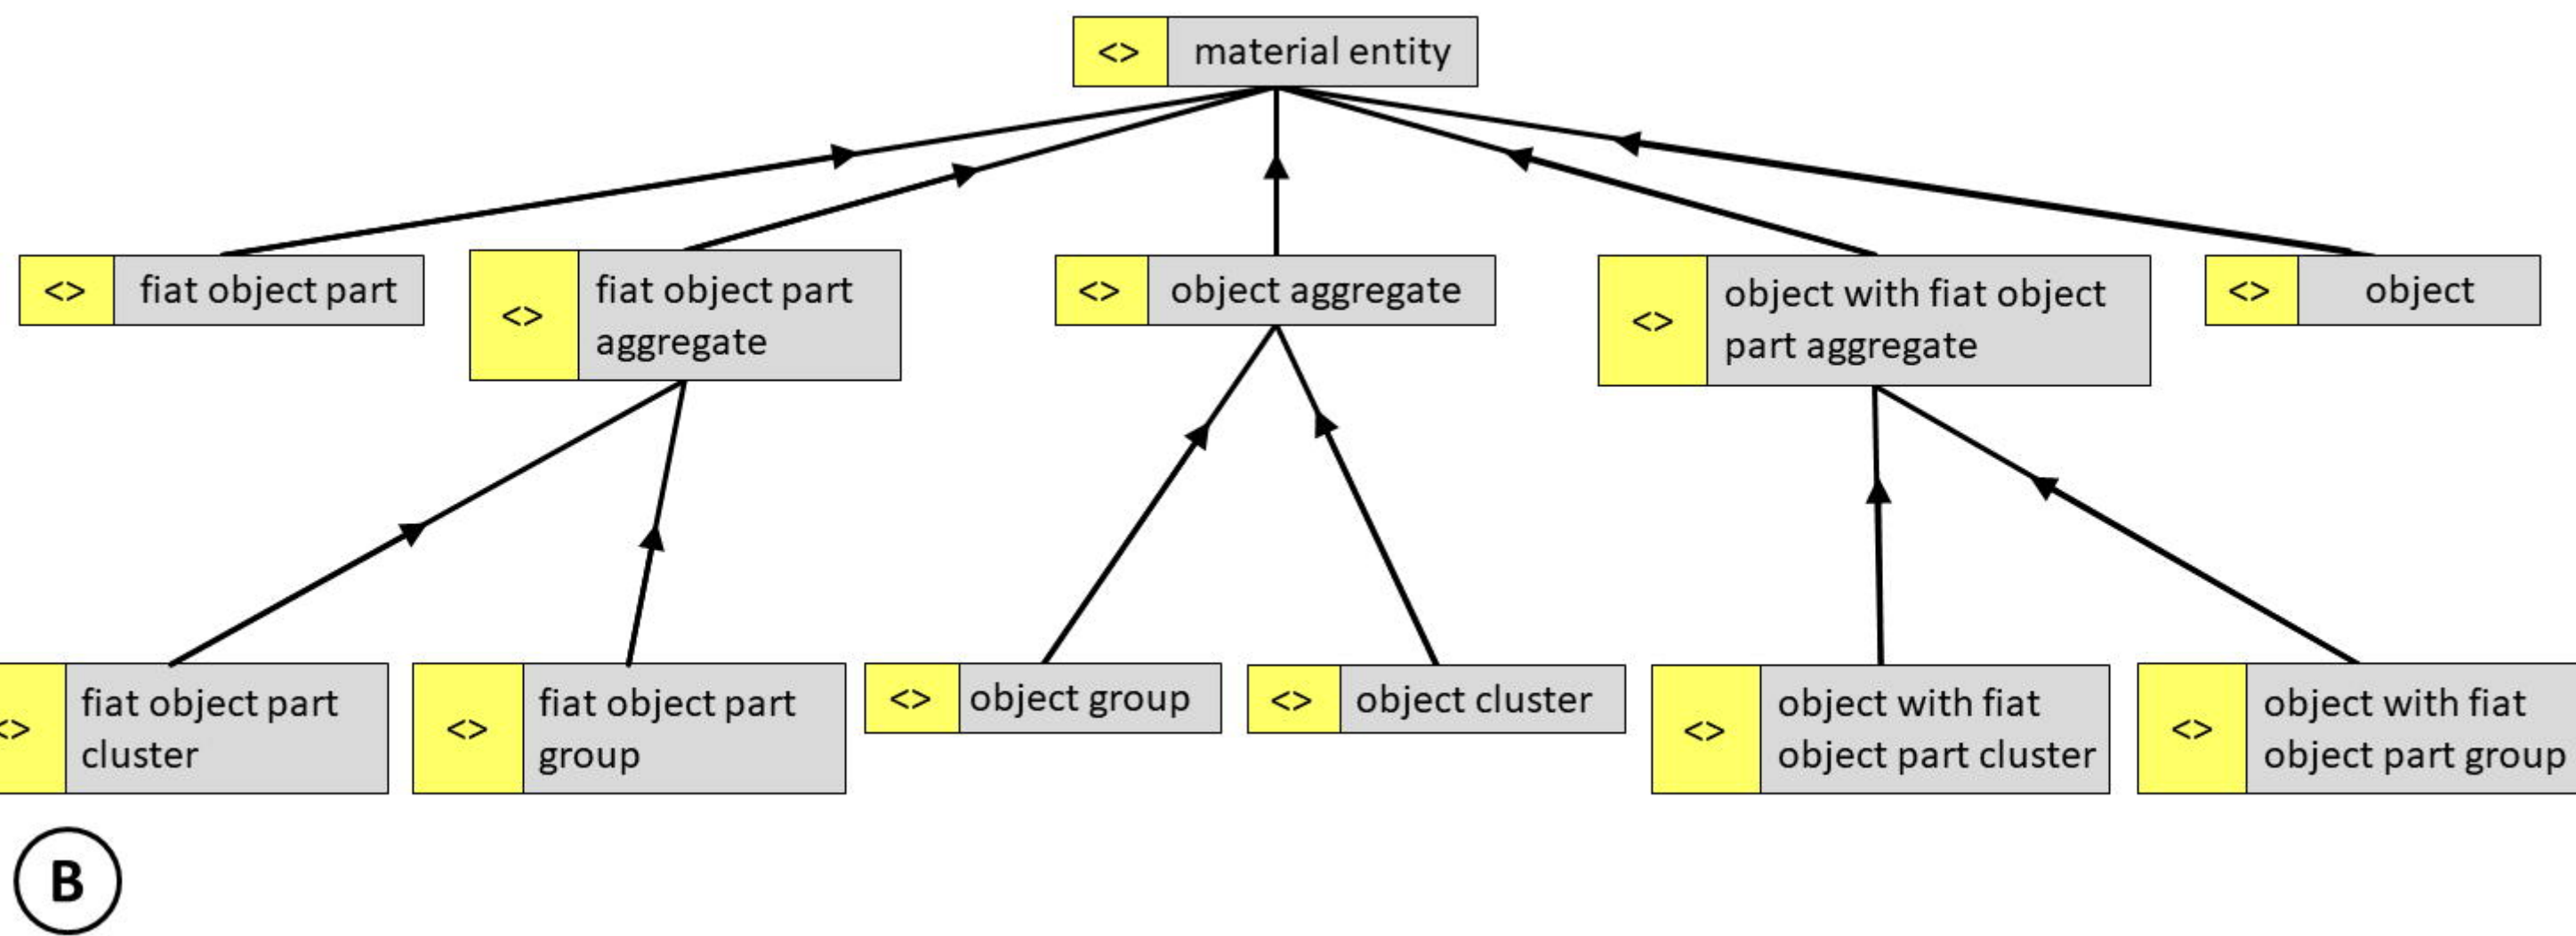 <> material entity
<> fiat object part
<> fiat object part
aggregate
<> object aggregate
<> object with fiat object
part aggregate
<> object
<> fiat object part
cluster
<> fiat object part
group
<> object group
<> object cluster
<> object with fiat
object part cluster
<> object with fiat
object part group
B